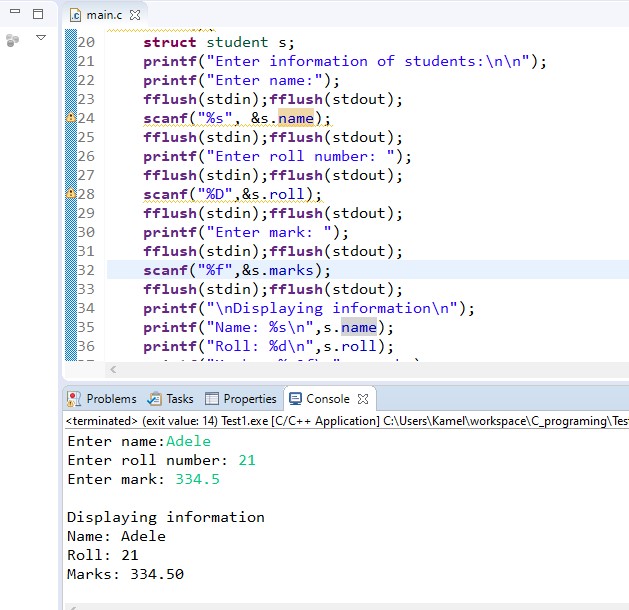 main.c
20 struct student s;
21 printf("Enter information of students:\n\n");
22 printf("Enter name:");
23 fflush(stdin);fflush(stdout);
24 scanf("%s", &s.name);
25 fflush(stdin);fflush(stdout);
26 printf("Enter roll number: ");
27 fflush(stdin);fflush(stdout);
28 scanf("%D",&s.roll);
29 fflush(stdin);fflush(stdout);
30 printf("Enter mark: ");
31 fflush(stdin);fflush(stdout);
32 scanf("%f",&s.marks);
33 fflush(stdin);fflush(stdout);
34 printf("\nDisplaying information\n");
35 printf("Name: %s\n",s.name);
36 printf("Roll: %d\n",s.roll);
Problems Tasks Properties Console
<terminated> (exit value: 14) Test1.exe [C/C++ Application] C:\Users\Kamel\workspace\C_programing\Tes
Enter name:Adele
Enter roll number: 21
Enter mark: 334.5
Displaying information
Name: Adele
Roll: 21
Marks: 334.50